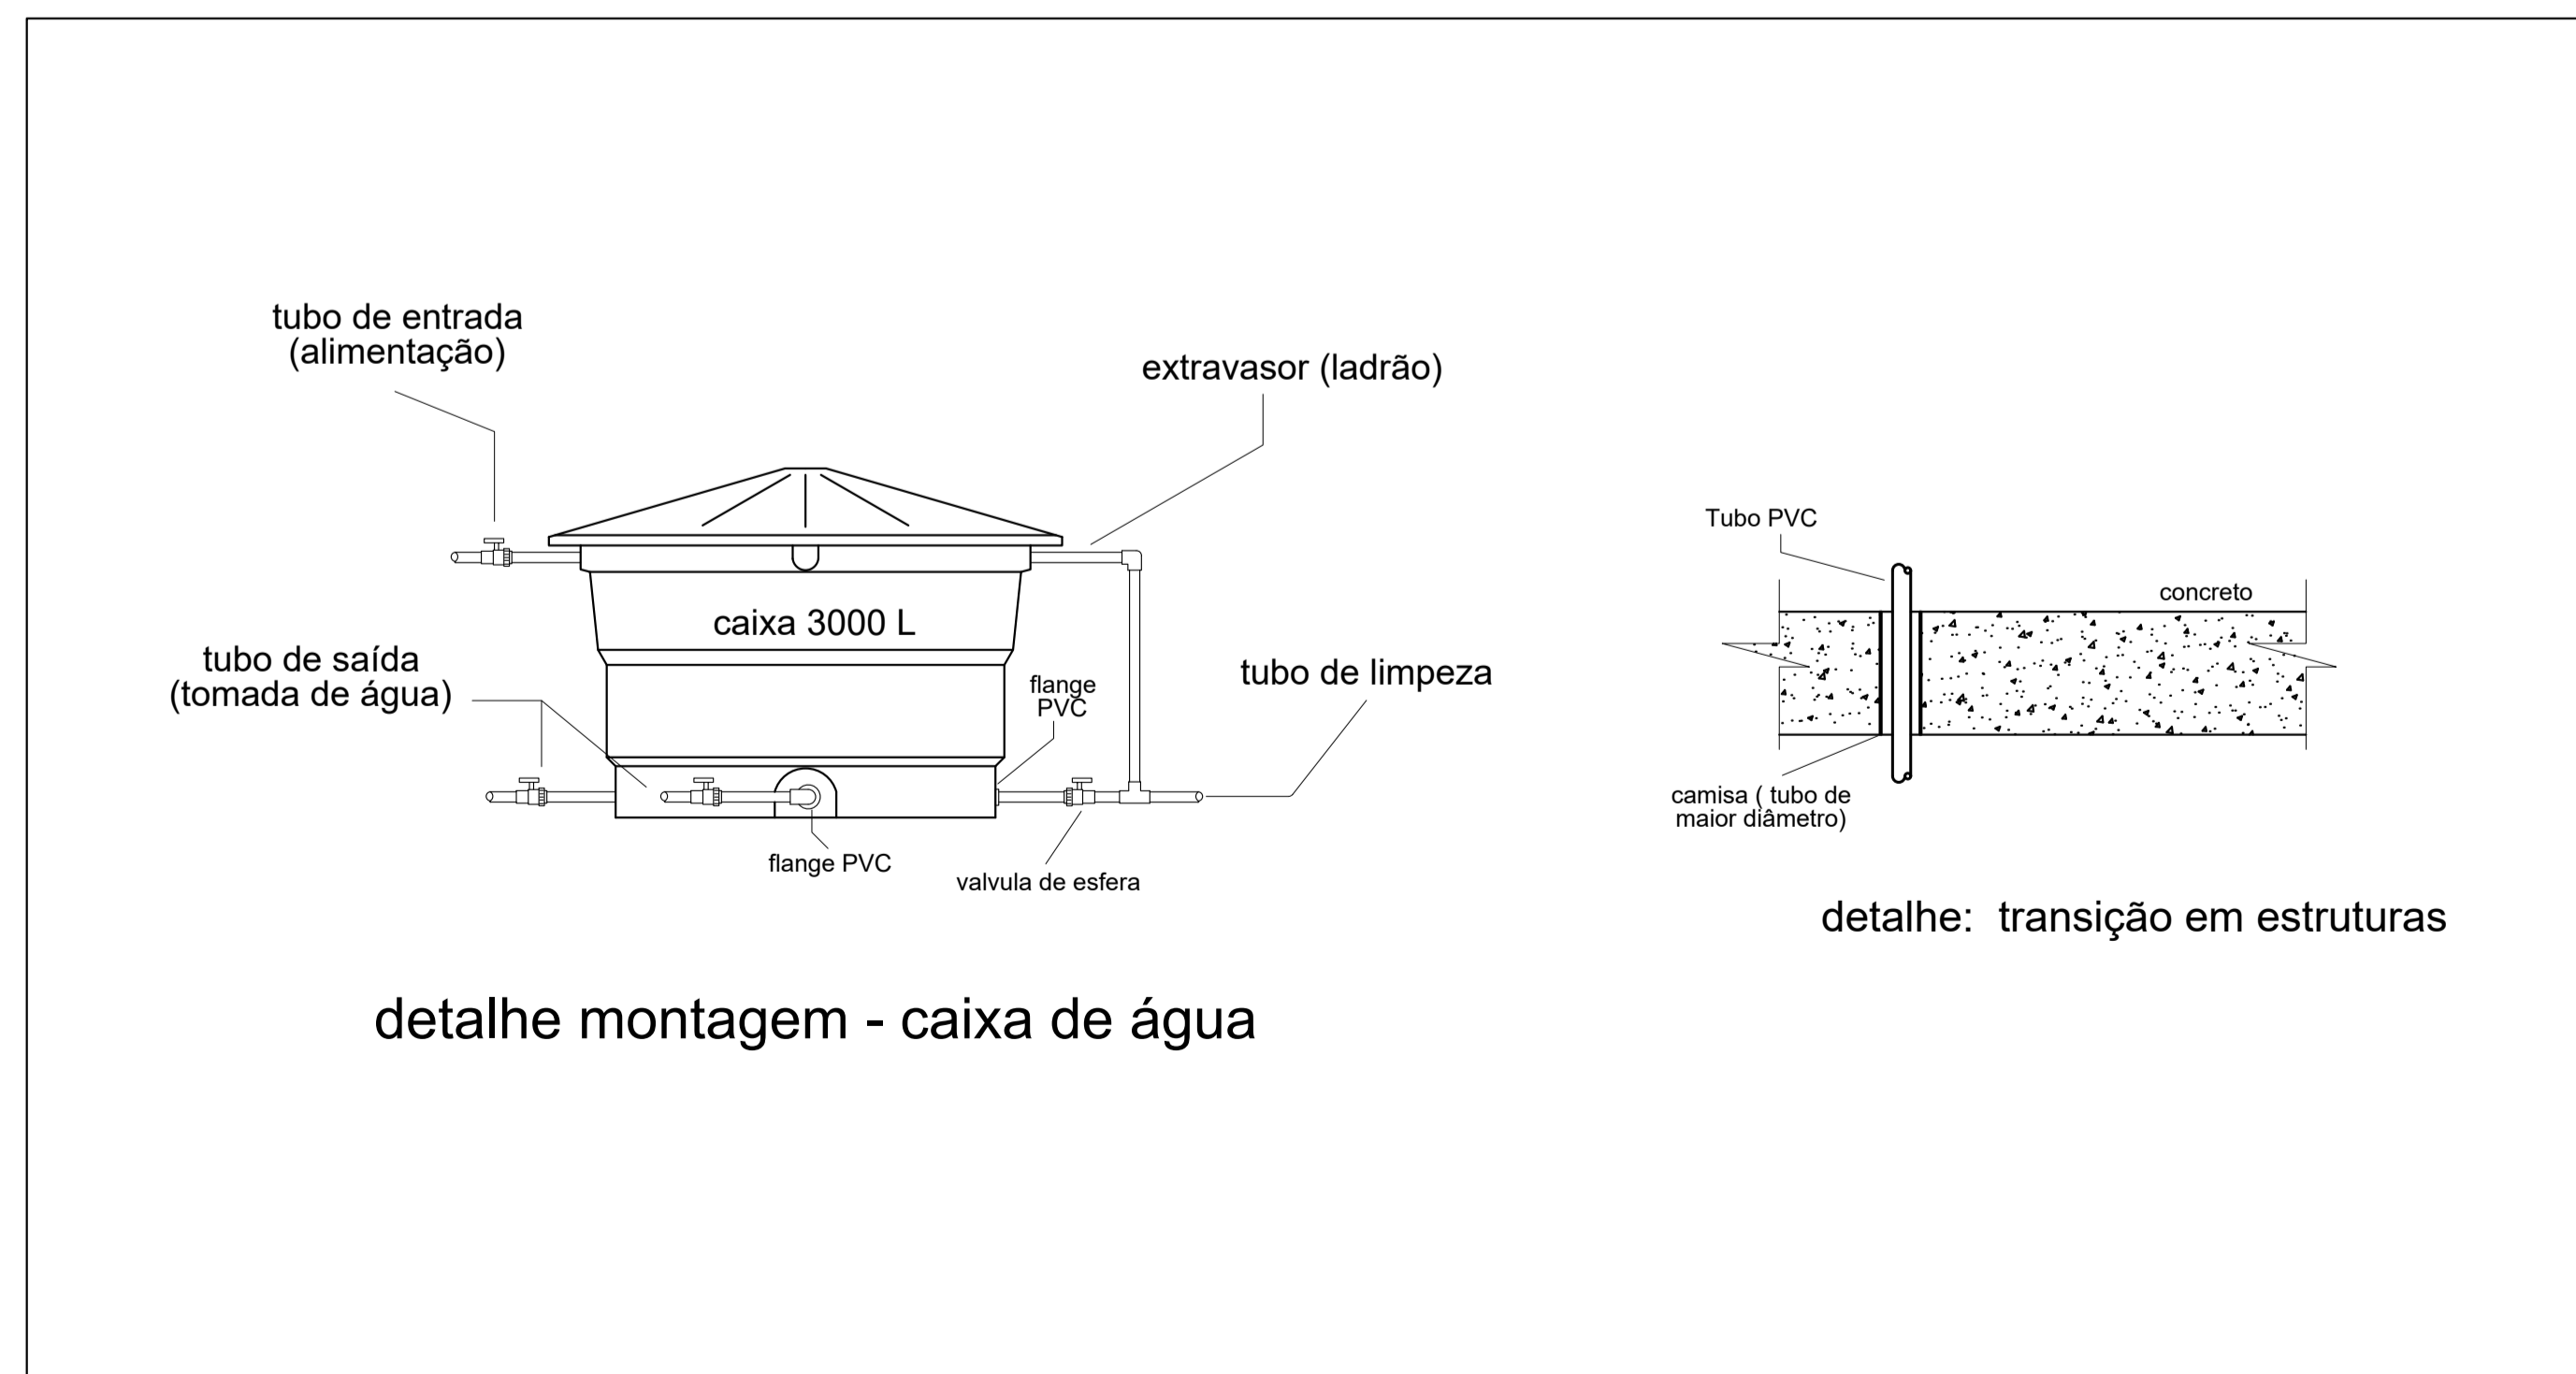 tubo de entrada
(alimentação)
extravasor (ladrão)
caixa 3000 L
tubo de saída
(tomada de água)
flange
PVC
tubo de limpeza
flange PVC
valvula de esfera
detalhe montagem - caixa de água
Tubo PVC
concreto
camisa ( tubo de
maior diâmetro)
detalhe:  transição em estruturas